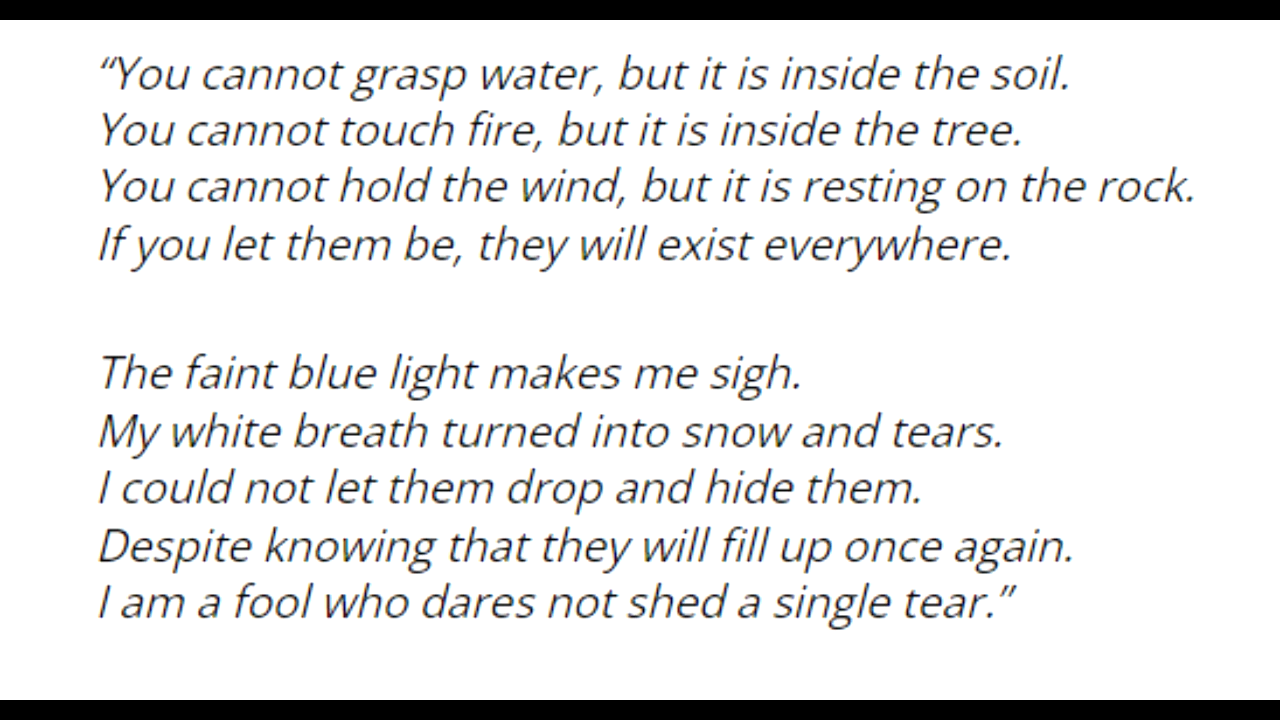 “You cannot grasp water, but it is inside the soil.
You cannot touch fire, but it is inside the tree.
You cannot hold the wind, but it is resting on the rock.
If you let them be, they will exist everywhere.
The faint blue light makes me sigh.
My white breath turned into snow and tears.
I could not let them drop and hide them.
Despite knowing that they will fill up once again.
I am a fool who dares not shed a single tear.”